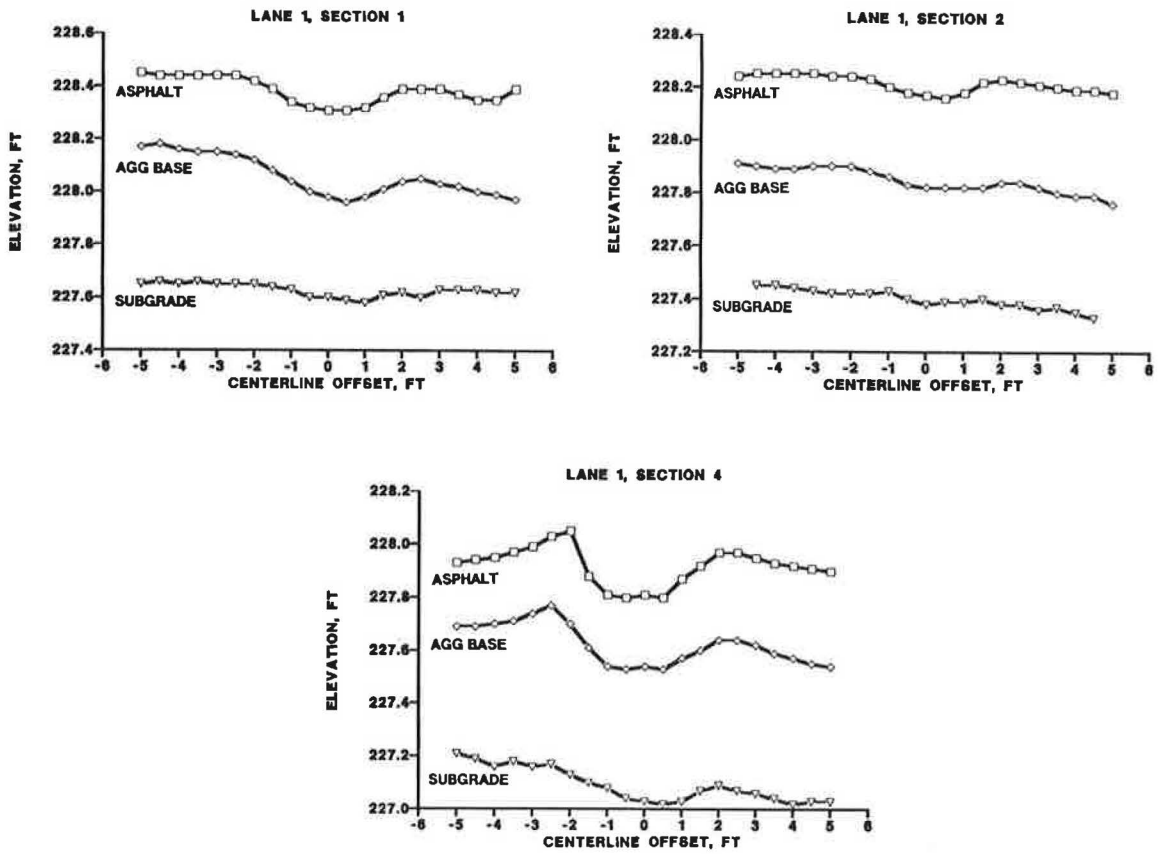 LANE 1, SECTION 1
228.6
228.4
228.2
228.0
227.8
227.6
227.4
ELEVATION, FT
ASPHALT
AGG BASE
SUBGRADE
-6 -5 -4 -3 -2 -1 0 1 2 3 4 5 6
CENTERLINE OFFSET, FT
LANE 1, SECTION 2
228.4
228.2
228.0
227.8
227.6
227.4
227.2
ELEVATION, FT
ASPHALT
AGG BASE
SUBGRADE
-6 -5 -4 -3 -2 -1 0 1 2 3 4 5 6
CENTERLINE OFFSET, FT
LANE 1, SECTION 4
228.2
228.0
227.8
227.6
227.4
227.2
227.0
ELEVATION, FT
ASPHALT
AGG BASE
SUBGRADE
-6 -5 -4 -3 -2 -1 0 1 2 3 4 5 6
CENTERLINE OFFSET, FT